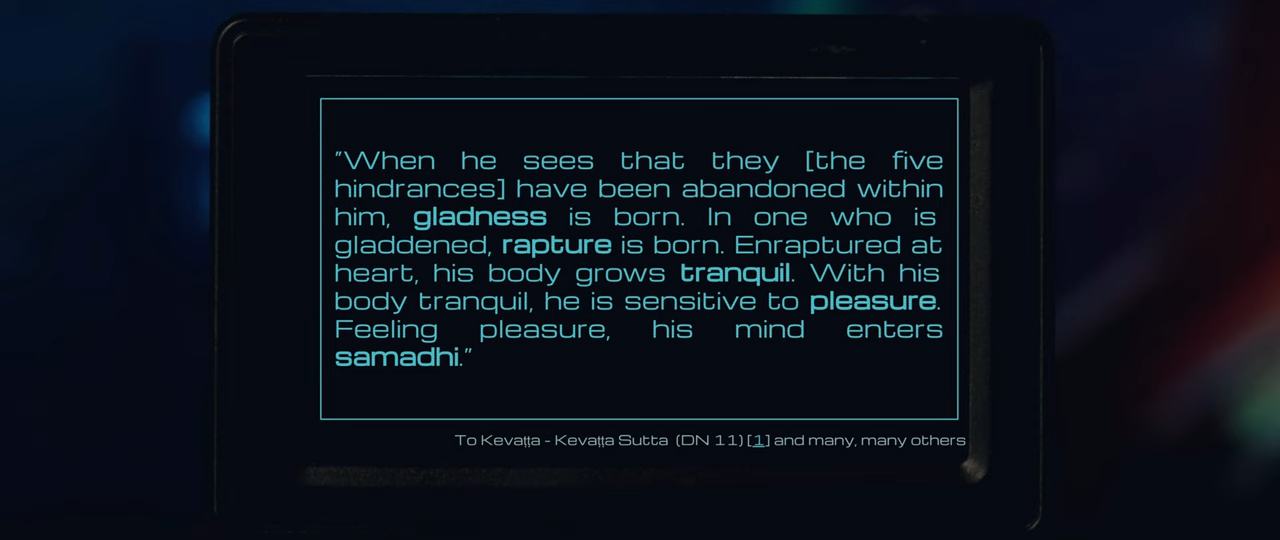 "When he sees that they [the five
hindrances] have been abandoned within
him, gladness is born. In one who is
gladdened, rapture is born. Enraptured at
heart, his body grows tranquil. With his
body tranquil, he is sensitive to pleasure.
Feeling pleasure, his mind enters
samadhi."
To Kevaṭṭa - Kevaṭṭa Sutta (DN 11) [1] and many, many others